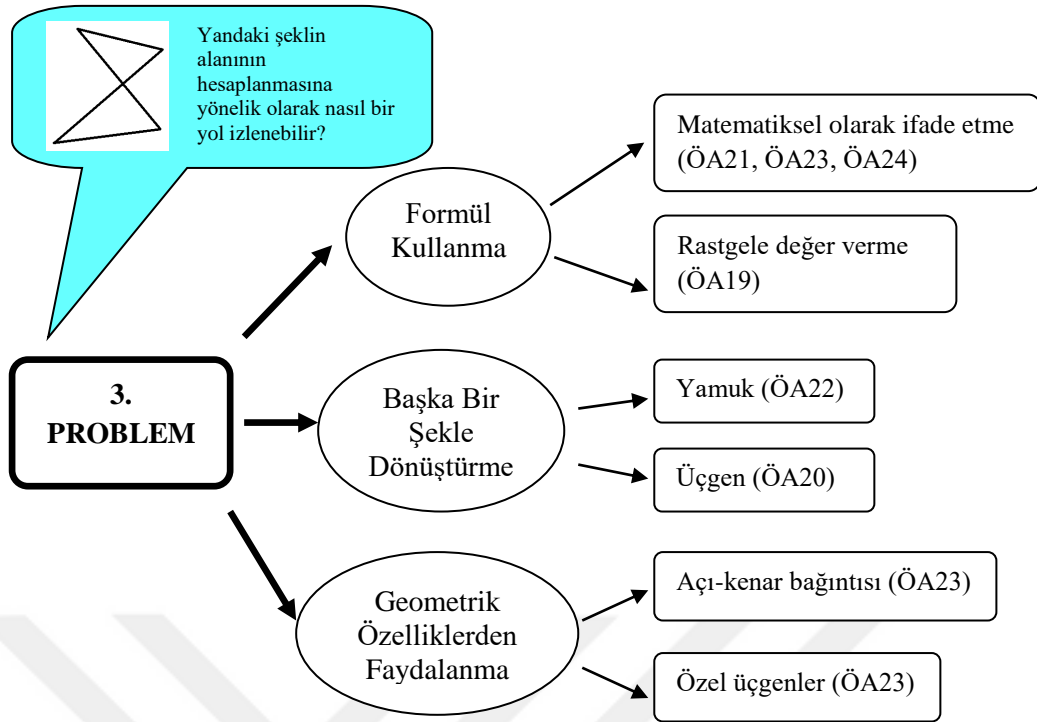 Yandaki şeklin
alanının
hesaplanmasına
yönelik olarak nasıl bir
yol izlenebilir?
3.
PROBLEM
Formül
Kullanma
Matematiksel olarak ifade etme
(ÖA21, ÖA23, ÖA24)
Rastgele değer verme
(ÖA19)
Başka Bir
Şekle
Dönüştürme
Yamuk (ÖA22)
Üçgen (ÖA20)
Geometrik
Özelliklerden
Faydalanma
Açı-kenar bağıntısı (ÖA23)
Özel üçgenler (ÖA23)